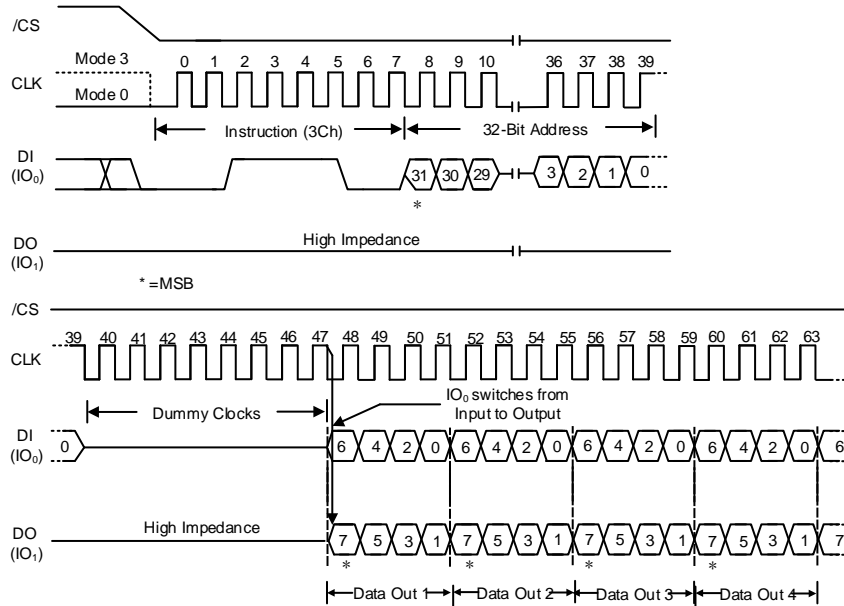 /CS
Mode 3
0 1 2 3 4 5 6 7 8 9 10 36 37 38 39
CLK
Mode 0
Instruction (3Ch) 32-Bit Address
DI
(IO₀)
31 30 29 3 2 1 0
*
High Impedance
DO
(IO₁)
* =MSB
/CS
39 40 41 42 43 44 45 46 47 48 49 50 51 52 53 54 55 56 57 58 59 60 61 62 63
CLK
IO₀ switches from
Input to Output
Dummy Clocks
DI
(IO₀)
0 6 4 2 0 6 4 2 0 6 4 2 0 6 4 2 0 6
High Impedance
DO
(IO₁)
7 5 3 1 7 5 3 1 7 5 3 1 7 5 3 1 7
* * * *
Data Out 1 Data Out 2 Data Out 3 Data Out 4